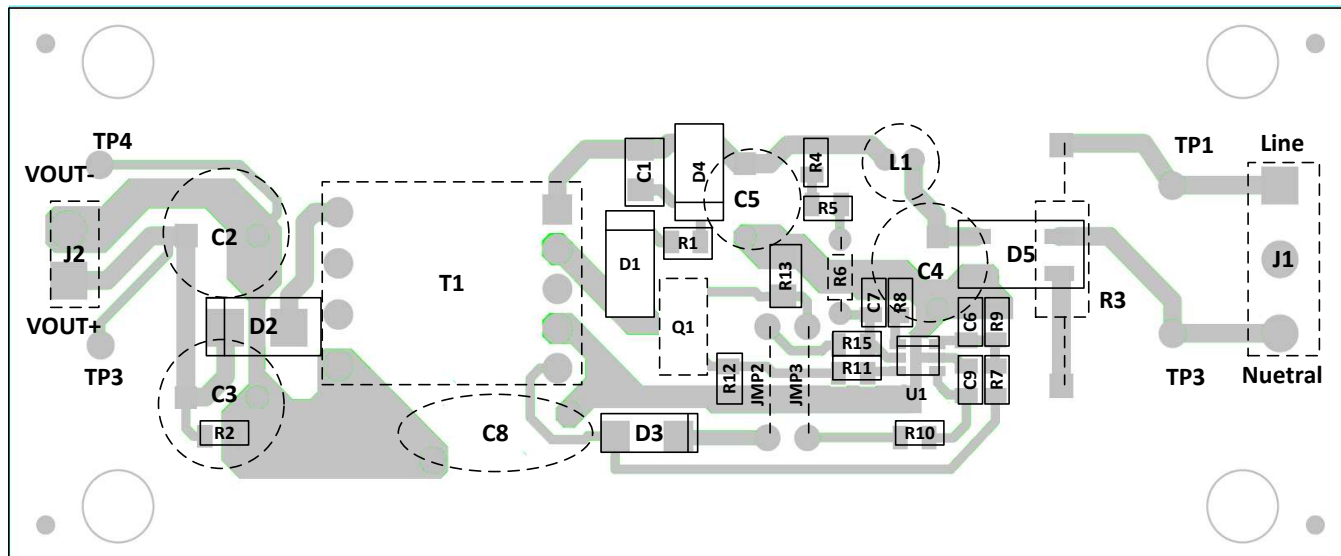 TP4
VOUT-
J2
VOUT+
TP3
C2
D2
C3
R2
T1
C8
C1
D4
C5
R4
L1
R5
R1
D1
R13
R6
C4
D5
Q1
C7
R8
C6
R9
R15
R11
R12
JMP2
JMP3
U1
C9
R7
D3
R10
R3
TP1
Line
J1
TP3
Nuetral